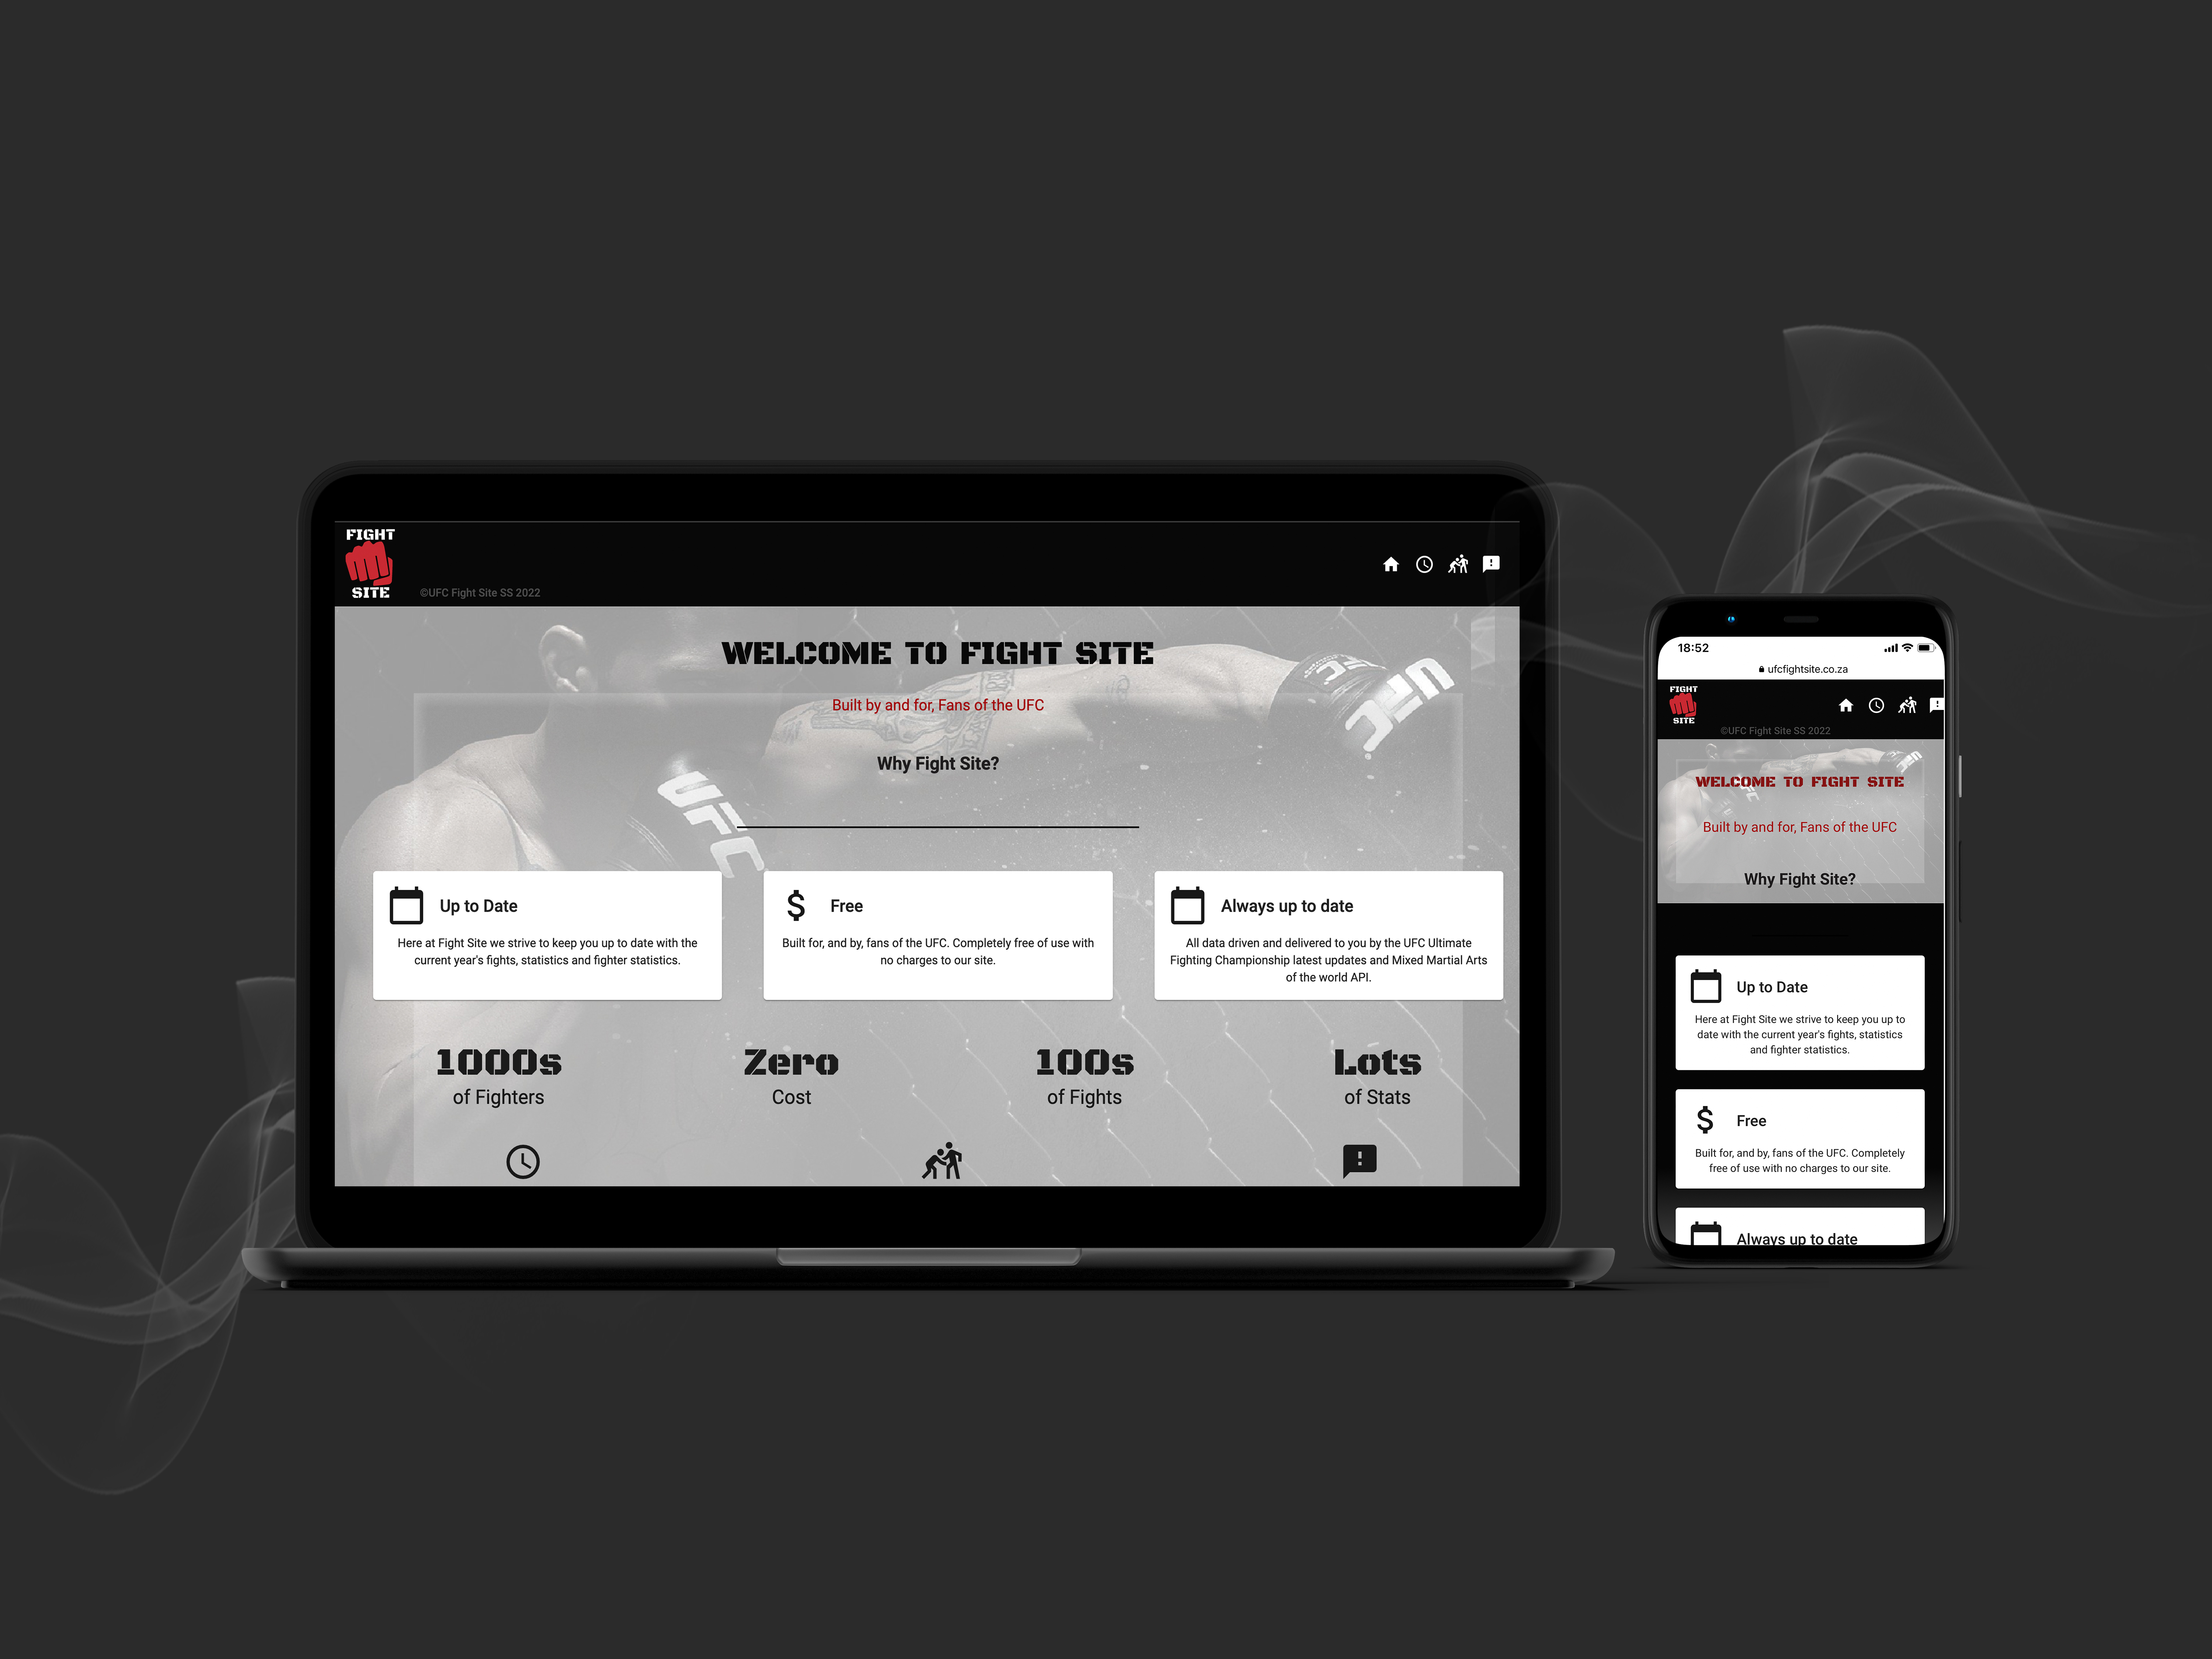 FIGHT
SITE
©UFC Fight Site SS 2022
WELCOME TO FIGHT SITE
Built by and for, Fans of the UFC
Why Fight Site?
UFC
UFC
Up to Date
Here at Fight Site we strive to keep you up to date with the
current year's fights, statistics and fighter statistics.
Free
Built for, and by, fans of the UFC. Completely free of use with
no charges to our site.
Always up to date
All data driven and delivered to you by the UFC Ultimate
Fighting Championship latest updates and Mixed Martial Arts
of the world API.
1000s
of Fighters
Zero
Cost
100s
of Fights
Lots
of Stats
18:52
ufcfightsite.co.za
FIGHT
SITE
©UFC Fight Site SS 2022
WELCOME TO FIGHT SITE
Built by and for, Fans of the UFC
Why Fight Site?
Up to Date
Here at Fight Site we strive to keep you up to
date with the current year's fights, statistics
and fighter statistics.
Free
Built for, and by, fans of the UFC. Completely
free of use with no charges to our site.
Always up to date